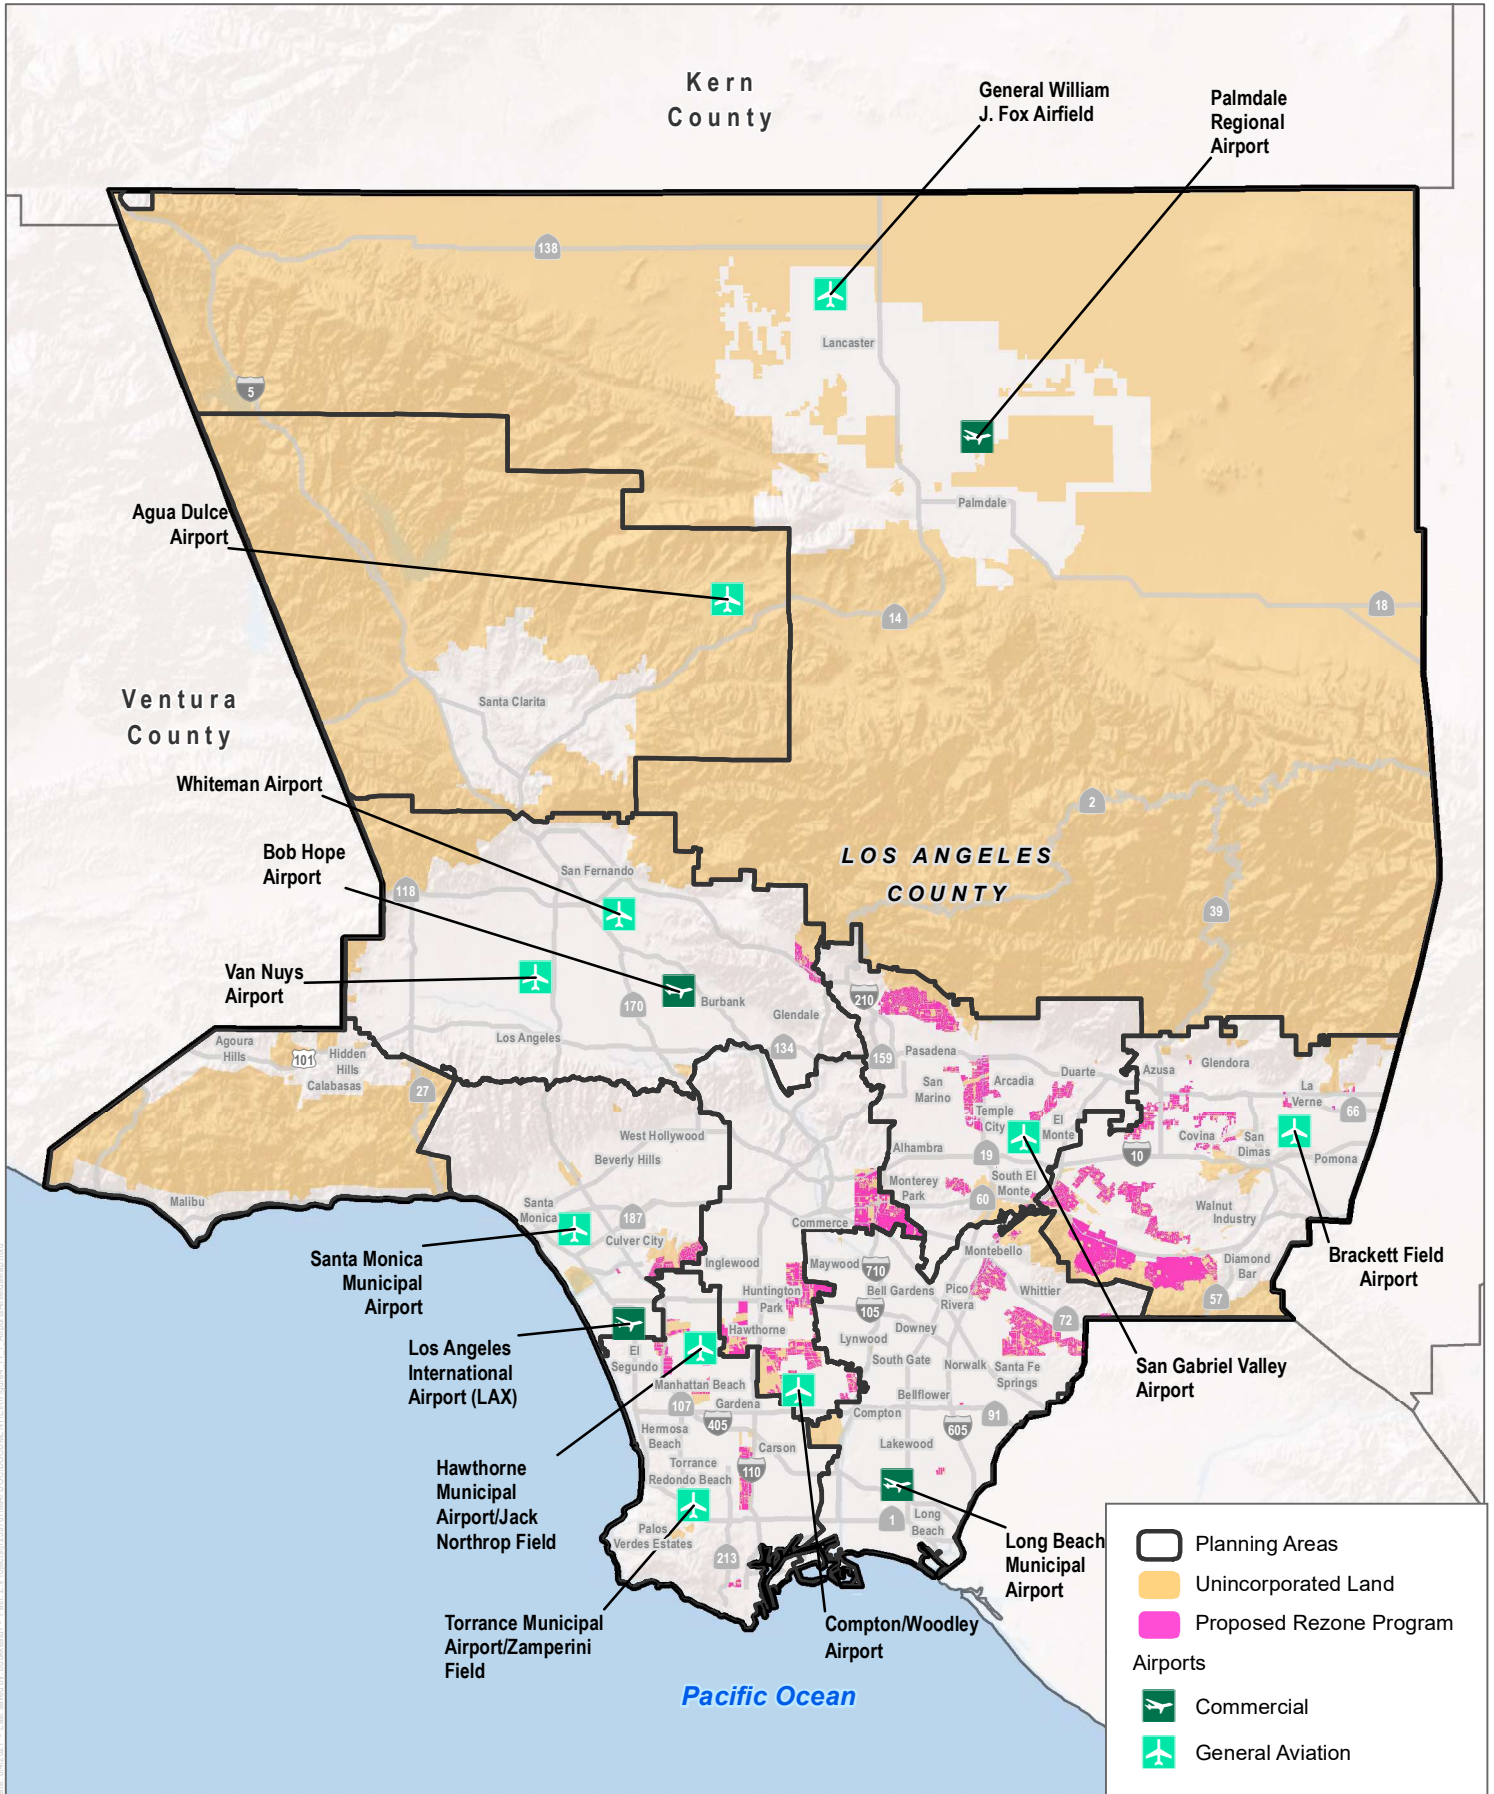 Kern
County
General William
J. Fox Airfield
Palmdale
Regional
Airport
138
Lancaster
5
Palmdale
Agua Dulce
Airport
14
18
Santa Clarita
Ventura
County
Whiteman Airport
2
LOS ANGELES
COUNTY
Bob Hope
Airport
San Fernando
118
39
Van Nuys
Airport
170
Burbank
210
Glendale
Los Angeles
134
159
Pasadena
Agoura
Hills
101
Hidden
Hills
Calabasas
27
San
Marino
Arcadia
Duarte
Azusa
Glendora
La
Verne
66
Temple
City
El
Monte
West Hollywood
Beverly Hills
Alhambra
19
10
Covina
San
Dimas
Pomona
Monterey
Park
South El
Monte
60
Malibu
Santa
Monica
187
Culver City
Commerce
Walnut
Industry
Montebello
Diamond
Bar
57
Brackett Field
Airport
Santa Monica
Municipal
Airport
Inglewood
Maywood
710
Bell Gardens
Pico
Rivera
Whittier
Huntington
Park
105
72
Los Angeles
International
Airport (LAX)
El
Segundo
Hawthorne
Lynwood
Downey
South Gate
Norwalk
Santa Fe
Springs
San Gabriel Valley
Airport
Manhattan Beach
107
Gardena
405
Bellflower
Compton
605
91
Hermosa
Beach
Carson
Lakewood
Torrance
Redondo Beach
110
Hawthorne
Municipal
Airport/Jack
Northrop Field
Palos
Verdes Estates
213
1
Long
Beach
Long Beach
Municipal
Airport
Torrance Municipal
Airport/Zamperini
Field
Compton/Woodley
Airport
Pacific Ocean
Planning Areas
Unincorporated Land
Proposed Rezone Program
Airports
Commercial
General Aviation